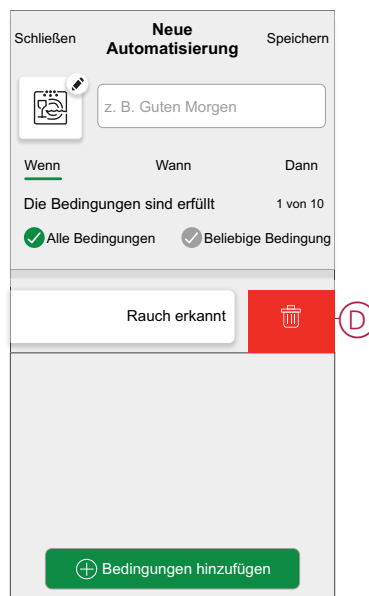 Schließen
Neue
Automatisierung
Speichern
z. B. Guten Morgen
Wenn
Wann
Dann
Die Bedingungen sind erfüllt
1 von 10
Alle Bedingungen
Beliebige Bedingung
Rauch erkannt
D
Bedingungen hinzufügen